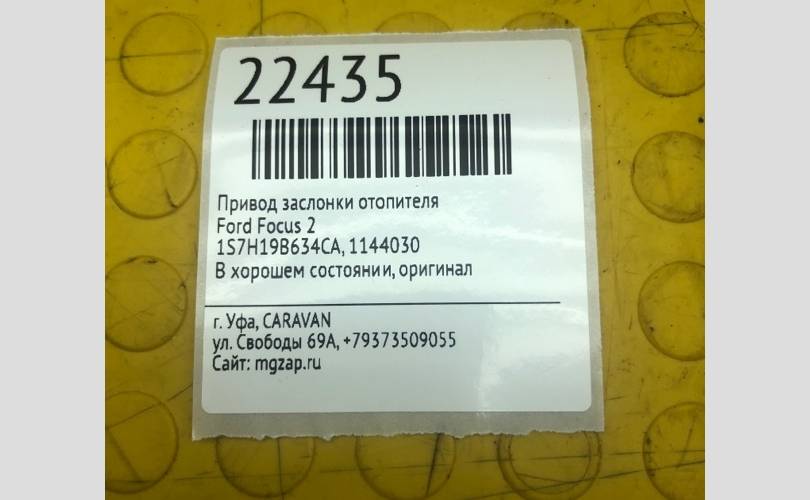 22435
Привод заслонки отопителя
Ford Focus 2
1S7H19B634CA, 1144030
В хорошем состоянии, оригинал
г. Уфа, CARAVAN
ул. Свободы 69А, +79373509055
Сайт: mgzap.ru